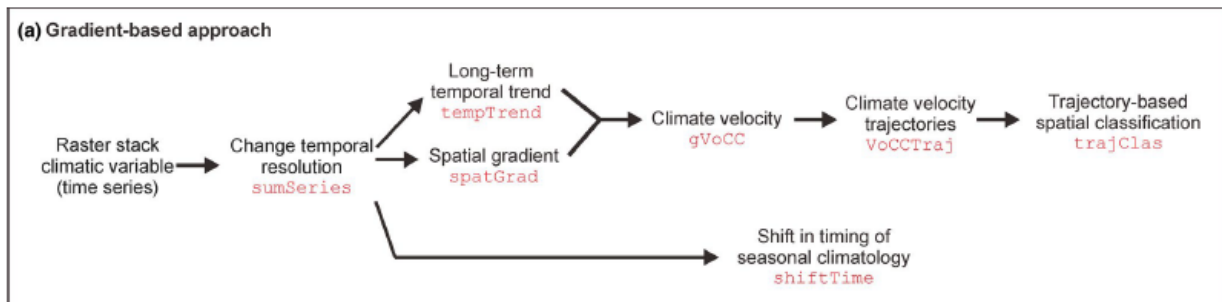 (a) Gradient-based approach
Raster stack
climatic variable
(time series)
Change temporal
resolution
sumSeries
Long-term
temporal trend
tempTrend
Spatial gradient
spatGrad
Climate velocity
gVoCC
Climate velocity
trajectories
VoCCTraj
Trajectory-based
spatial classification
trajClas
Shift in timing of
seasonal climatology
shiftTime